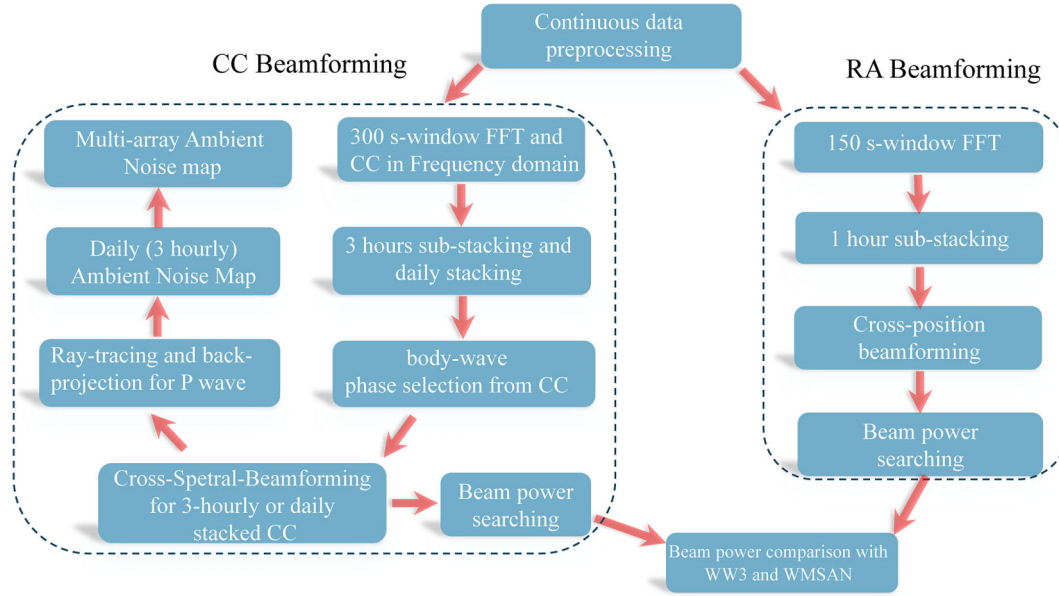 Continuous data
preprocessing
CC Beamforming
RA Beamforming
Multi-array Ambient
Noise map
300 s-window FFT and
CC in Frequency domain
150 s-window FFT
Daily (3 hourly)
Ambient Noise Map
3 hours sub-stacking and
daily stacking
1 hour sub-stacking
Ray-tracing and back-
projection for P wave
body-wave
phase selection from CC
Cross-position
beamforming
Cross-Spetral-Beamforming
for 3-hourly or daily
stacked CC
Beam power
searching
Beam power
searching
Beam power comparison with
WW3 and WMSAN